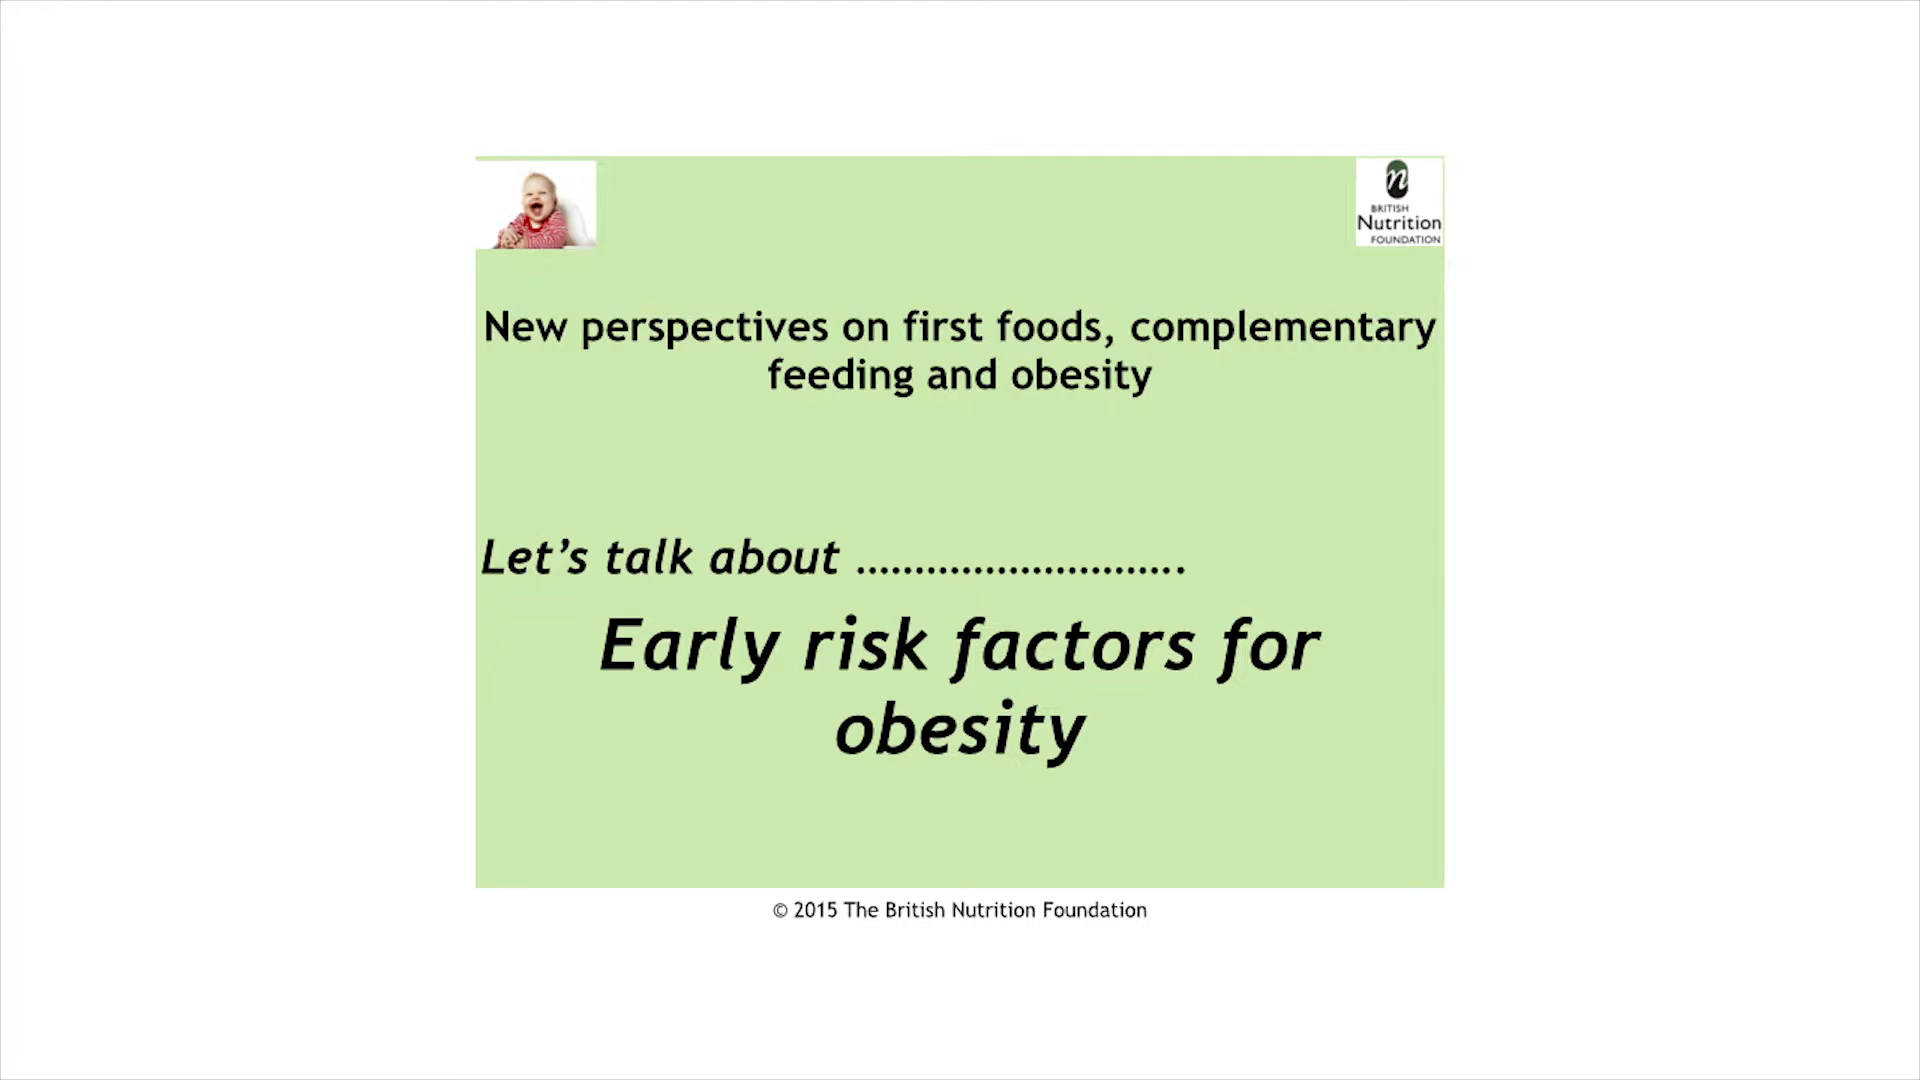 n
BRITISH
Nutrition
FOUNDATION
New perspectives on first foods, complementary
feeding and obesity
Let’s talk about ……………………….
Early risk factors for
obesity
© 2015 The British Nutrition Foundation